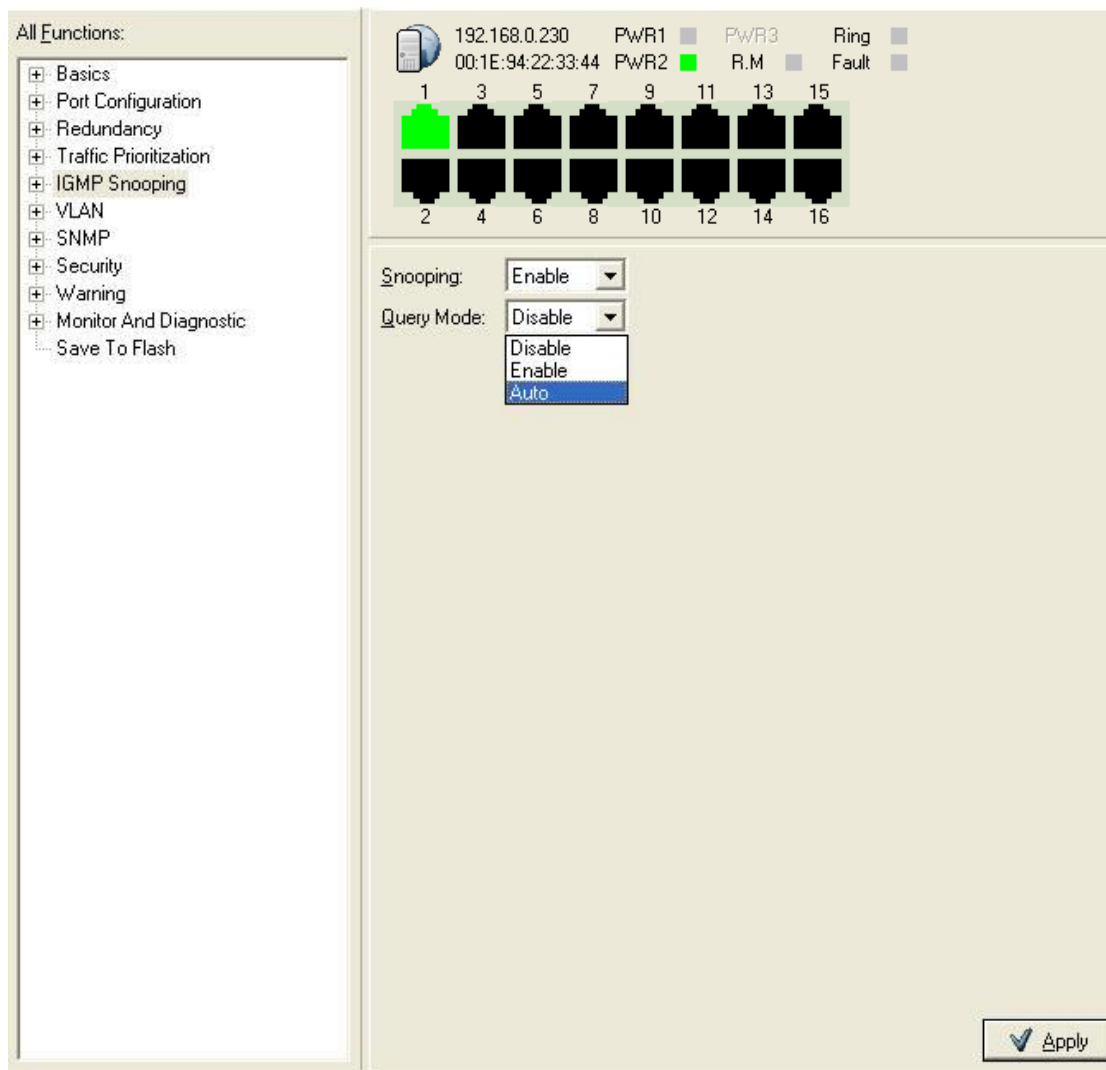 All Functions:
Basics
Port Configuration
Redundancy
Traffic Prioritization
IGMP Snooping
VLAN
SNMP
Security
Warning
Monitor And Diagnostic
Save To Flash
192.168.0.230 PWR1 PWR3 Ring
00:1E:94:22:33:44 PWR2 R.M Fault
1 3 5 7 9 11 13 15
2 4 6 8 10 12 14 16
Snooping: Enable
Query Mode: Disable
Disable
Enable
Auto
Apply